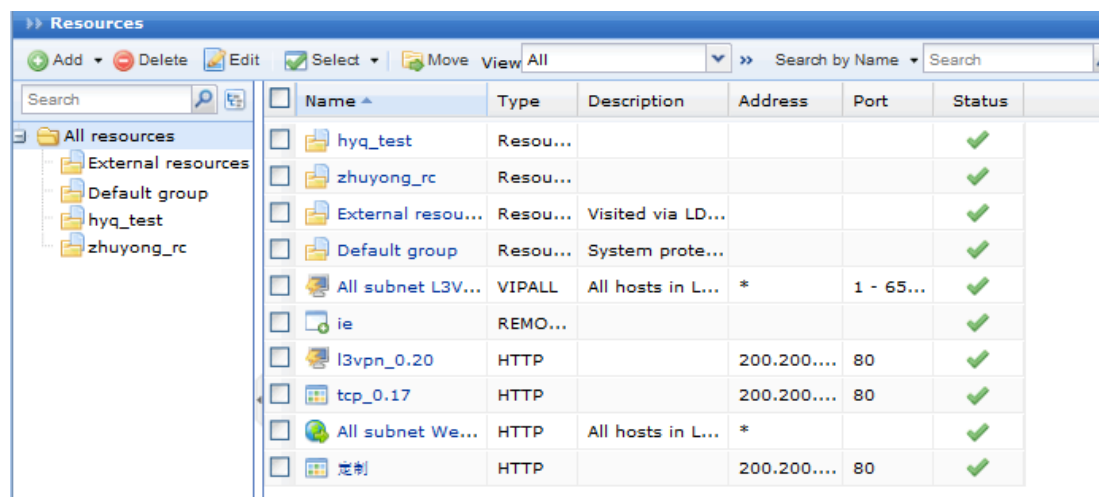 Resources
Add Delete Edit Select Move View All Search by Name Search
Search
All resources
External resources
Default group
hyq_test
zhuyong_rc
Name Type Description Address Port Status
hyq_test Resou...
zhuyong_rc Resou...
External resou... Resou... Visited via LD...
Default group Resou... System prote...
All subnet L3V... VIPALL All hosts in L... * 1 - 65...
ie REMO...
l3vpn_0.20 HTTP 200.200.... 80
tcp_0.17 HTTP 200.200.... 80
All subnet We... HTTP All hosts in L... *
定制 HTTP 200.200.... 80